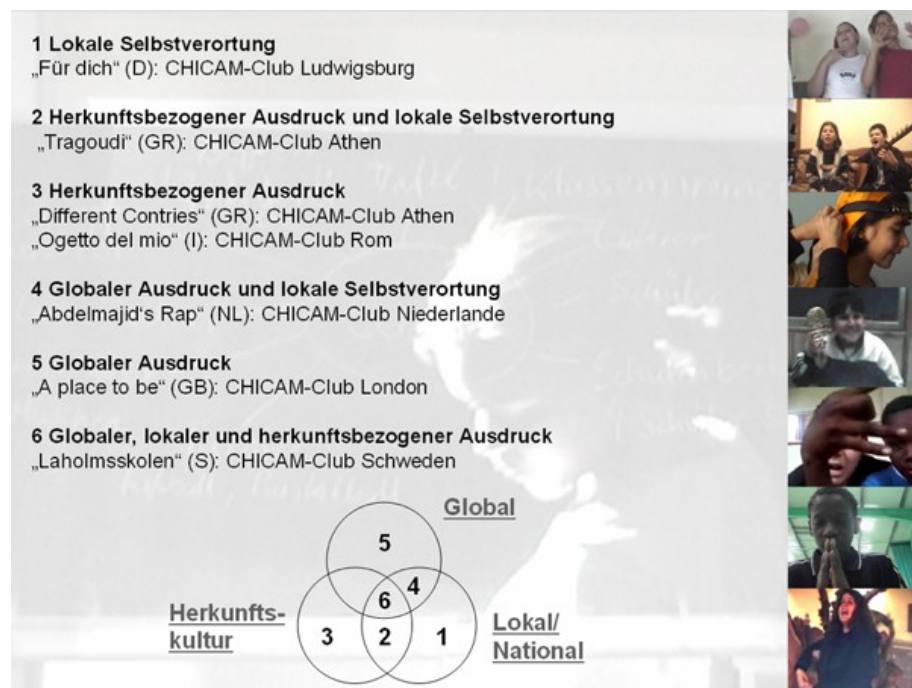 1 Lokale Selbstverortung
„Für dich“ (D): CHICAM-Club Ludwigsburg
2 Herkunftsbezogener Ausdruck und lokale Selbstverortung
„Tragoudi“ (GR): CHICAM-Club Athen
3 Herkunftsbezogener Ausdruck
„Different Contries“ (GR): CHICAM-Club Athen
„Ogetto del mio“ (I): CHICAM-Club Rom
4 Globaler Ausdruck und lokale Selbstverortung
„Abdelmajid's Rap“ (NL): CHICAM-Club Niederlande
5 Globaler Ausdruck
„A place to be“ (GB): CHICAM-Club London
6 Globaler, lokaler und herkunftsbezogener Ausdruck
„Laholmsskolen“ (S): CHICAM-Club Schweden
Global
5
4
6
Herkunfts-
kultur
3
2
1
Lokal/
National